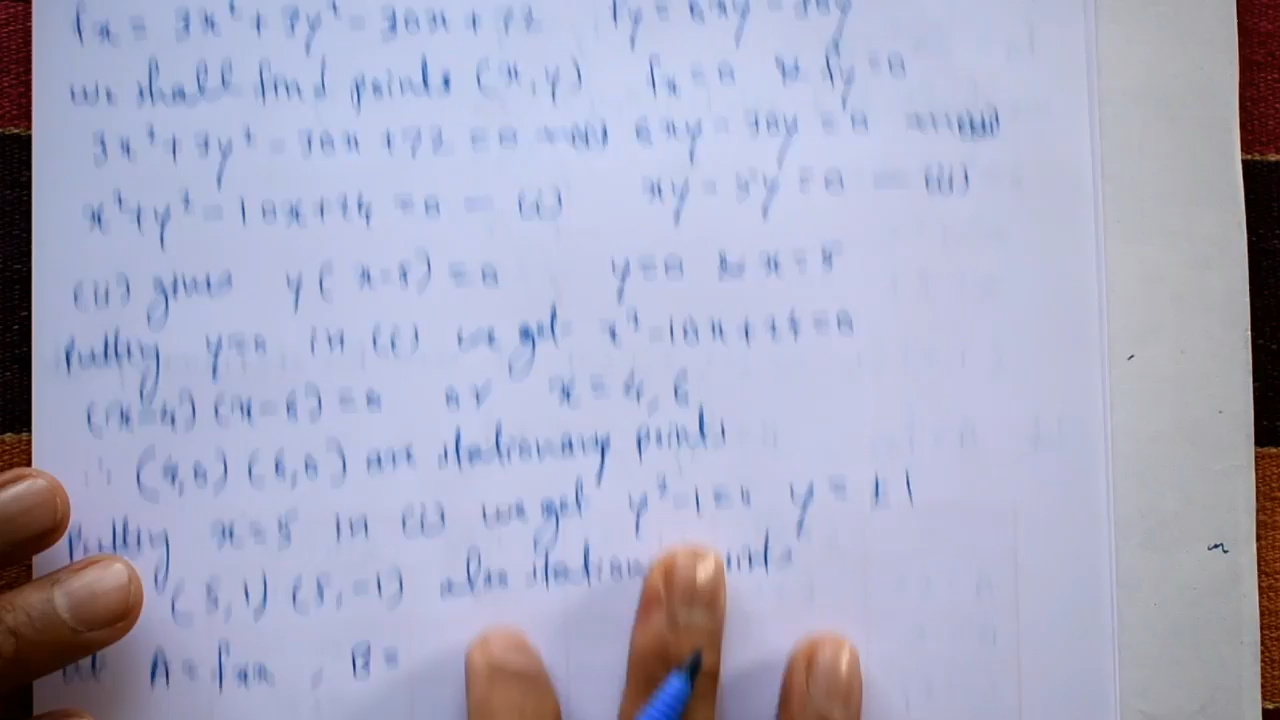 fx = 3x² + 3y² - 30x + 72 fy = 6xy - 30y
we shall find points (x, y) fx = 0 & fy = 0
3x² + 3y² - 30x + 72 = 0 6xy - 30y = 0
x² + y² - 10x + 24 = 0 — (i) xy - 5y = 0 — (ii)
(ii) gives y(x-5) = 0 y = 0 & x = 5
Putting y=0 in (i) we get x² - 10x + 24 = 0
(x-4) (x-6) = 0 or x = 4, 6
∴ (4,0) (6,0) are stationary points
Putting x = 5 in (i) we get y² - 1 = 0 y = ±1
(5,1) (5,-1) also
A = fxx , B =